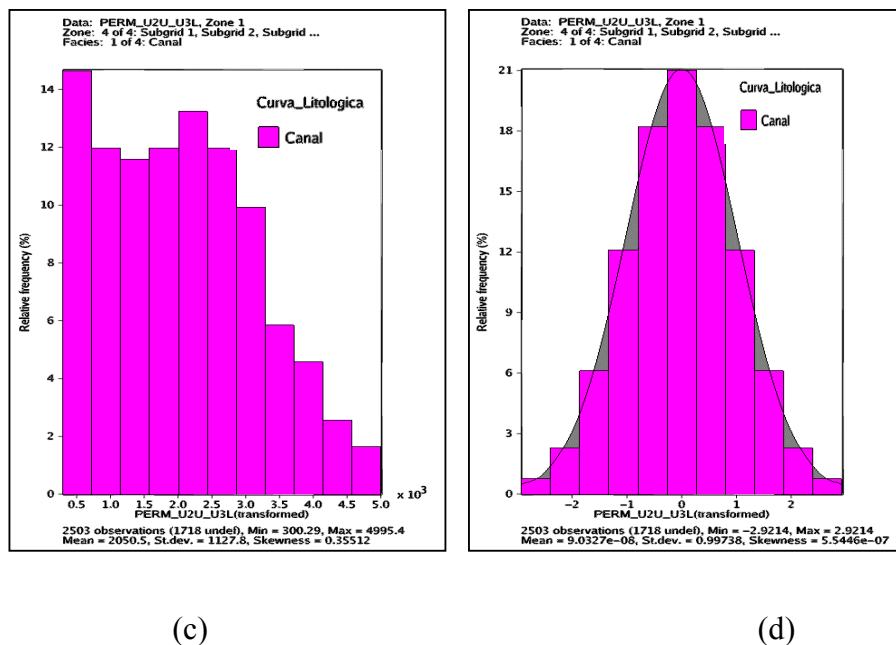 Data: PERM_U2U_U3L, Zone 1
Zone: 4 of 4: Subgrid 1, Subgrid 2, Subgrid ...
Facies: 1 of 4: Canal
14
12
10
8
6
4
2
0
Relative frequency (%)
Curva_Litologica
Canal
0.5 1.0 1.5 2.0 2.5 3.0 3.5 4.0 4.5 5.0 x 10³
PERM_U2U_U3L(transformed)
2503 observations (1718 undef), Min = 300.29, Max = 4995.4
Mean = 2050.5, St.dev. = 1127.8, Skewness = 0.35512
(c)
Data: PERM_U2U_U3L, Zone 1
Zone: 4 of 4: Subgrid 1, Subgrid 2, Subgrid ...
Facies: 1 of 4: Canal
21
18
15
12
9
6
3
0
Relative frequency (%)
Curva_Litologica
Canal
−2 −1 0 1 2
PERM_U2U_U3L(transformed)
2503 observations (1718 undef), Min = −2.9214, Max = 2.9214
Mean = 9.0327e−08, St.dev. = 0.99738, Skewness = 5.5446e−07
(d)